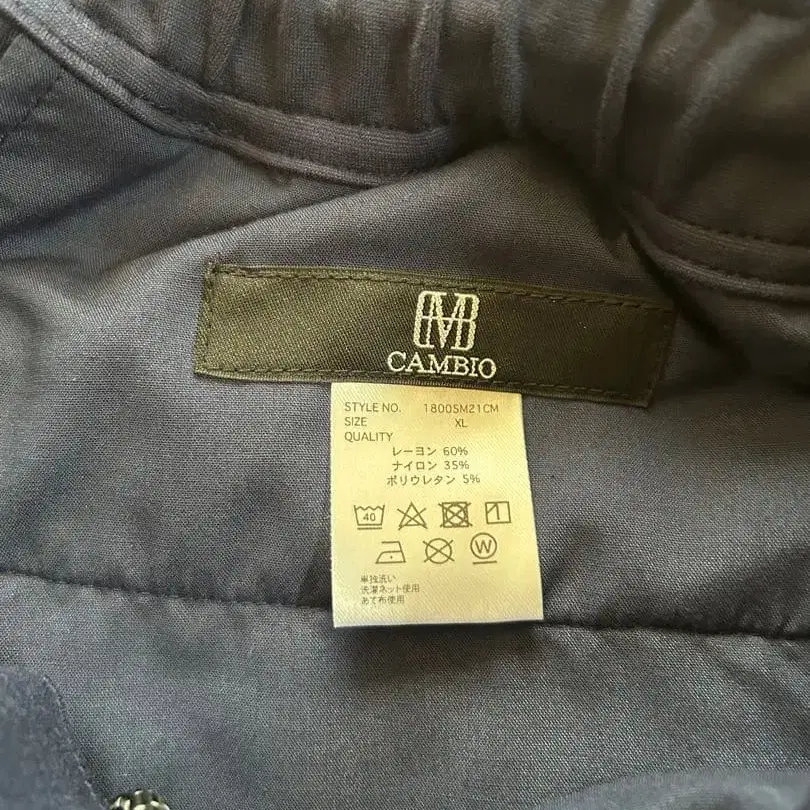 CAMBIO
STYLE NO. 1800SM21CM
SIZE XL
QUALITY
レーヨン 60%
ナイロン 35%
ポリウレタン 5%
40
W
単独洗い
洗濯ネット使用
あて布使用